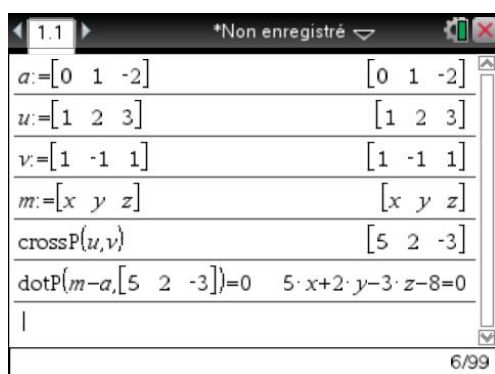 1.1 *Non enregistré
a:=[0 1 -2] [0 1 -2]
u:=[1 2 3] [1 2 3]
v:=[1 -1 1] [1 -1 1]
m:=[x y z] [x y z]
crossP(u,v) [5 2 -3]
dotP(m-a,[5 2 -3])=0 5·x+2·y-3·z-8=0
6/99